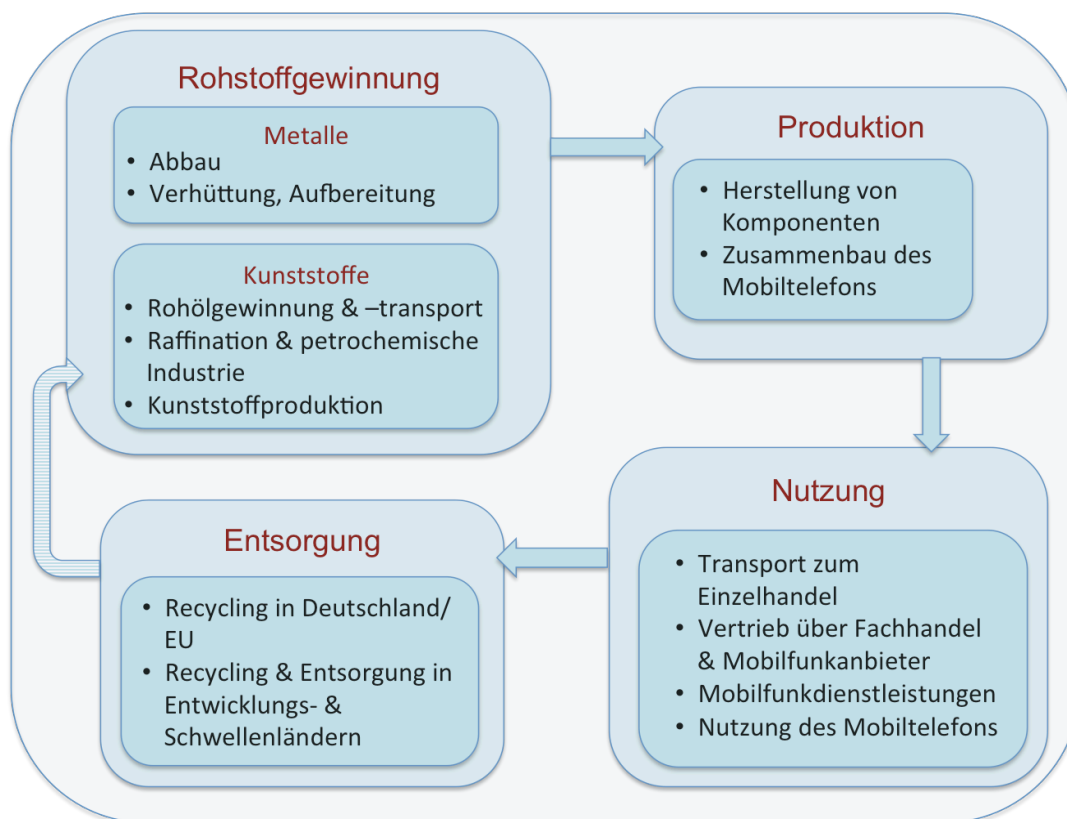 Rohstoffgewinnung
Metalle
• Abbau
• Verhüttung, Aufbereitung
Kunststoffe
• Rohölgewinnung & –transport
• Raffination & petrochemische
Industrie
• Kunststoffproduktion
Produktion
• Herstellung von
Komponenten
• Zusammenbau des
Mobiltelefons
Nutzung
• Transport zum
Einzelhandel
• Vertrieb über Fachhandel
& Mobilfunkanbieter
• Mobilfunkdienstleistungen
• Nutzung des Mobiltelefons
Entsorgung
• Recycling in Deutschland/
EU
• Recycling & Entsorgung in
Entwicklungs- &
Schwellenländern